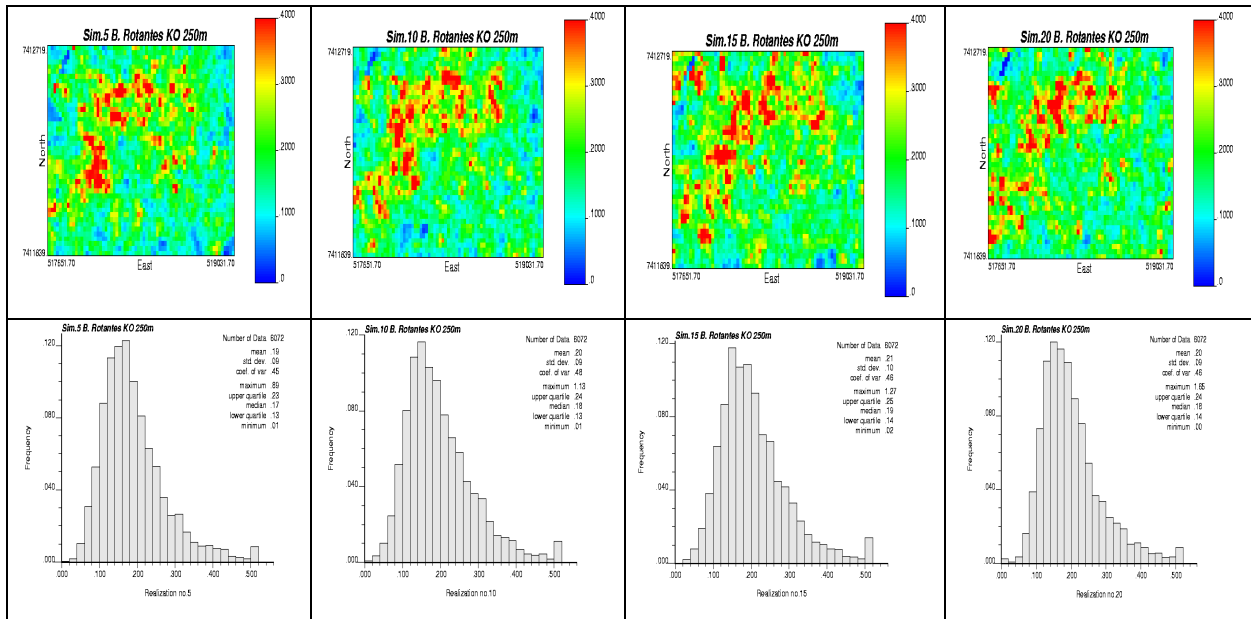 Sim.5 B. Rotantes KO 250m
7412719.
North
7411839.
517651.70
East
519031.70
.4000
.3000
.2000
.1000
.0
Sim.10 B. Rotantes KO 250m
7412719.
North
7411839.
517651.70
East
519031.70
.4000
.3000
.2000
.1000
.0
Sim.15 B. Rotantes KO 250m
7412719.
North
7411839.
517651.70
East
519031.70
.4000
.3000
.2000
.1000
.0
Sim.20 B. Rotantes KO 250m
7412719.
North
7411839.
517651.70
East
519031.70
.4000
.3000
.2000
.1000
.0
Sim.5 B. Rotantes KO 250m
Number of Data 6072
mean .19
std. dev. .09
coef. of var .45
maximum .89
upper quartile .23
median .17
lower quartile .13
minimum .01
Frequency
.120
.080
.040
.000
.000 .100 .200 .300 .400 .500
Realization no.5
Sim.10 B. Rotantes KO 250m
Number of Data 6072
mean .20
std. dev. .09
coef. of var .48
maximum 1.13
upper quartile .24
median .18
lower quartile .13
minimum .01
Frequency
.120
.080
.040
.000
.000 .100 .200 .300 .400 .500
Realization no.10
Sim.15 B. Rotantes KO 250m
Number of Data 6072
mean .21
std. dev. .10
coef. of var .46
maximum 1.27
upper quartile .25
median .19
lower quartile .14
minimum .02
Frequency
.120
.080
.040
.000
.000 .100 .200 .300 .400 .500
Realization no.15
Sim.20 B. Rotantes KO 250m
Number of Data 6072
mean .20
std. dev. .09
coef. of var .46
maximum 1.65
upper quartile .24
median .18
lower quartile .14
minimum .00
Frequency
.120
.080
.040
.000
.000 .100 .200 .300 .400 .500
Realization no.20